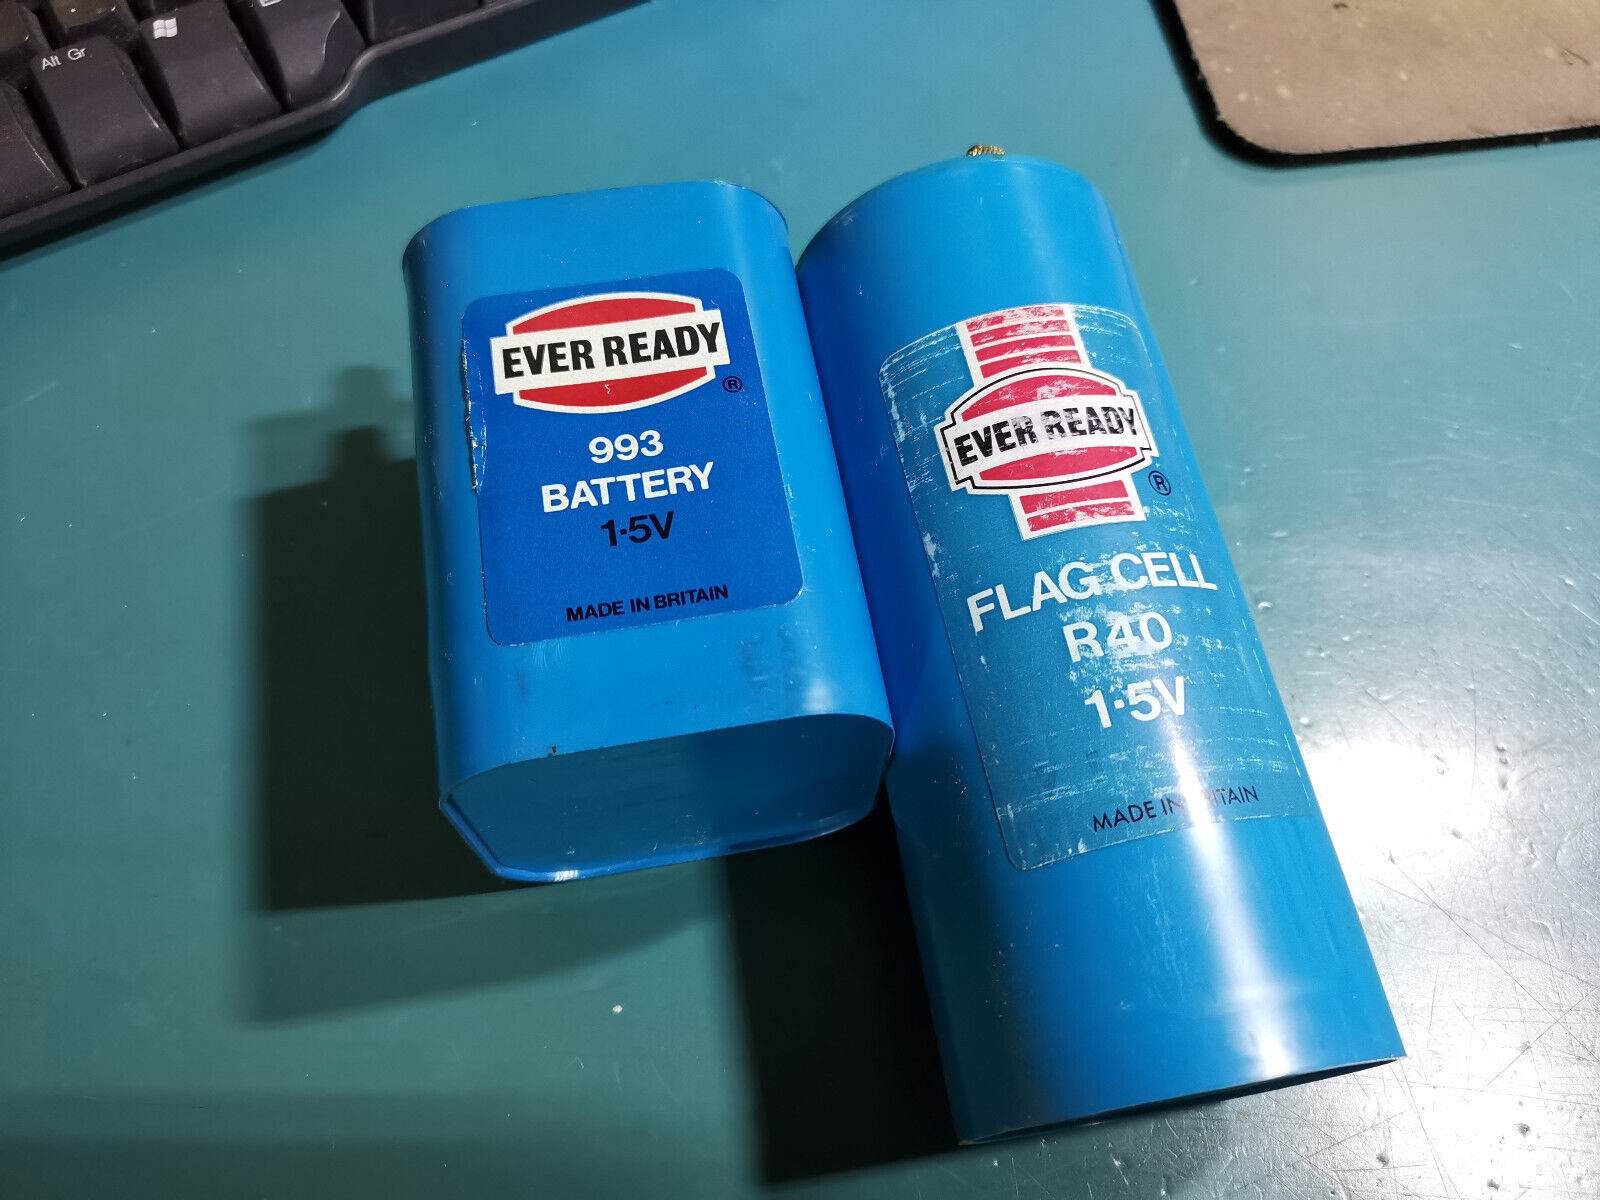 Alt Gr
EVER READY
®
993
BATTERY
1·5V
MADE IN BRITAIN
EVER READY
®
FLAG CELL
R40
1·5V
MADE IN BRITAIN